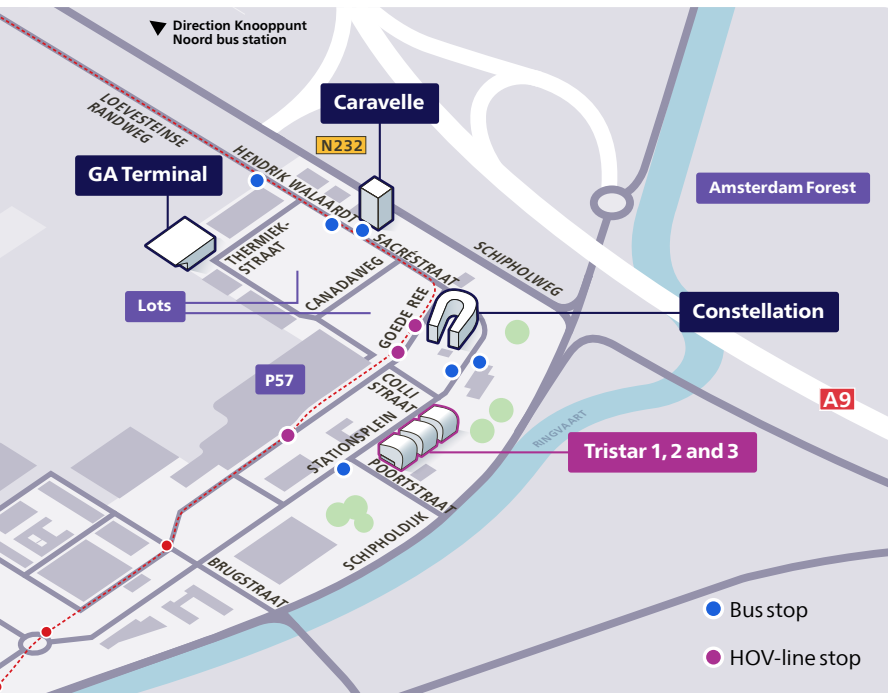 Direction Knooppunt
Noord bus station
Caravelle
LOEVESTEINSE
RANDWEG
N232
HENDRIK WALAARDT
SACRÉSTRAAT
GA Terminal
Amsterdam Forest
THERMIEK-
STRAAT
CANADAWEG
SCHIPHOLWEG
Lots
GOEDE REE
Constellation
P57
COLLI
STRAAT
A9
STATIONSPLEIN
RINGVAART
Tristar 1, 2 and 3
POORTSTRAAT
SCHIPHOLDIJK
BRUGSTRAAT
Bus stop
HOV-line stop